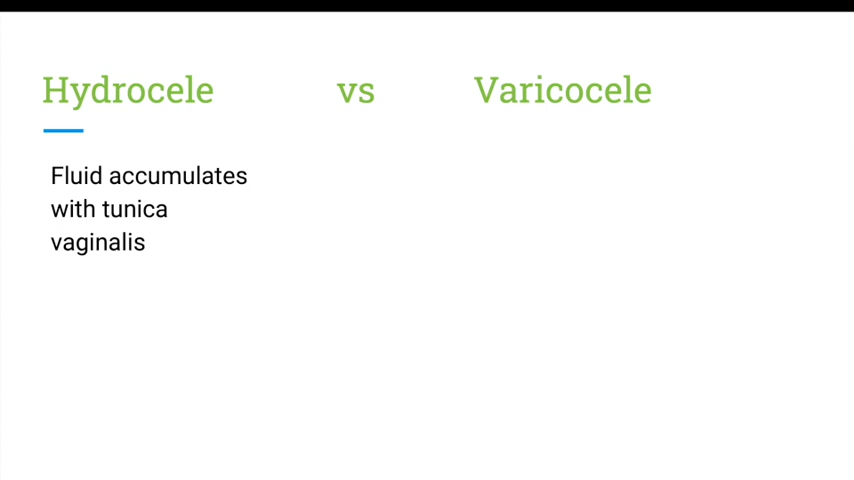 Hydrocele vs Varicocele
Fluid accumulates
with tunica
vaginalis